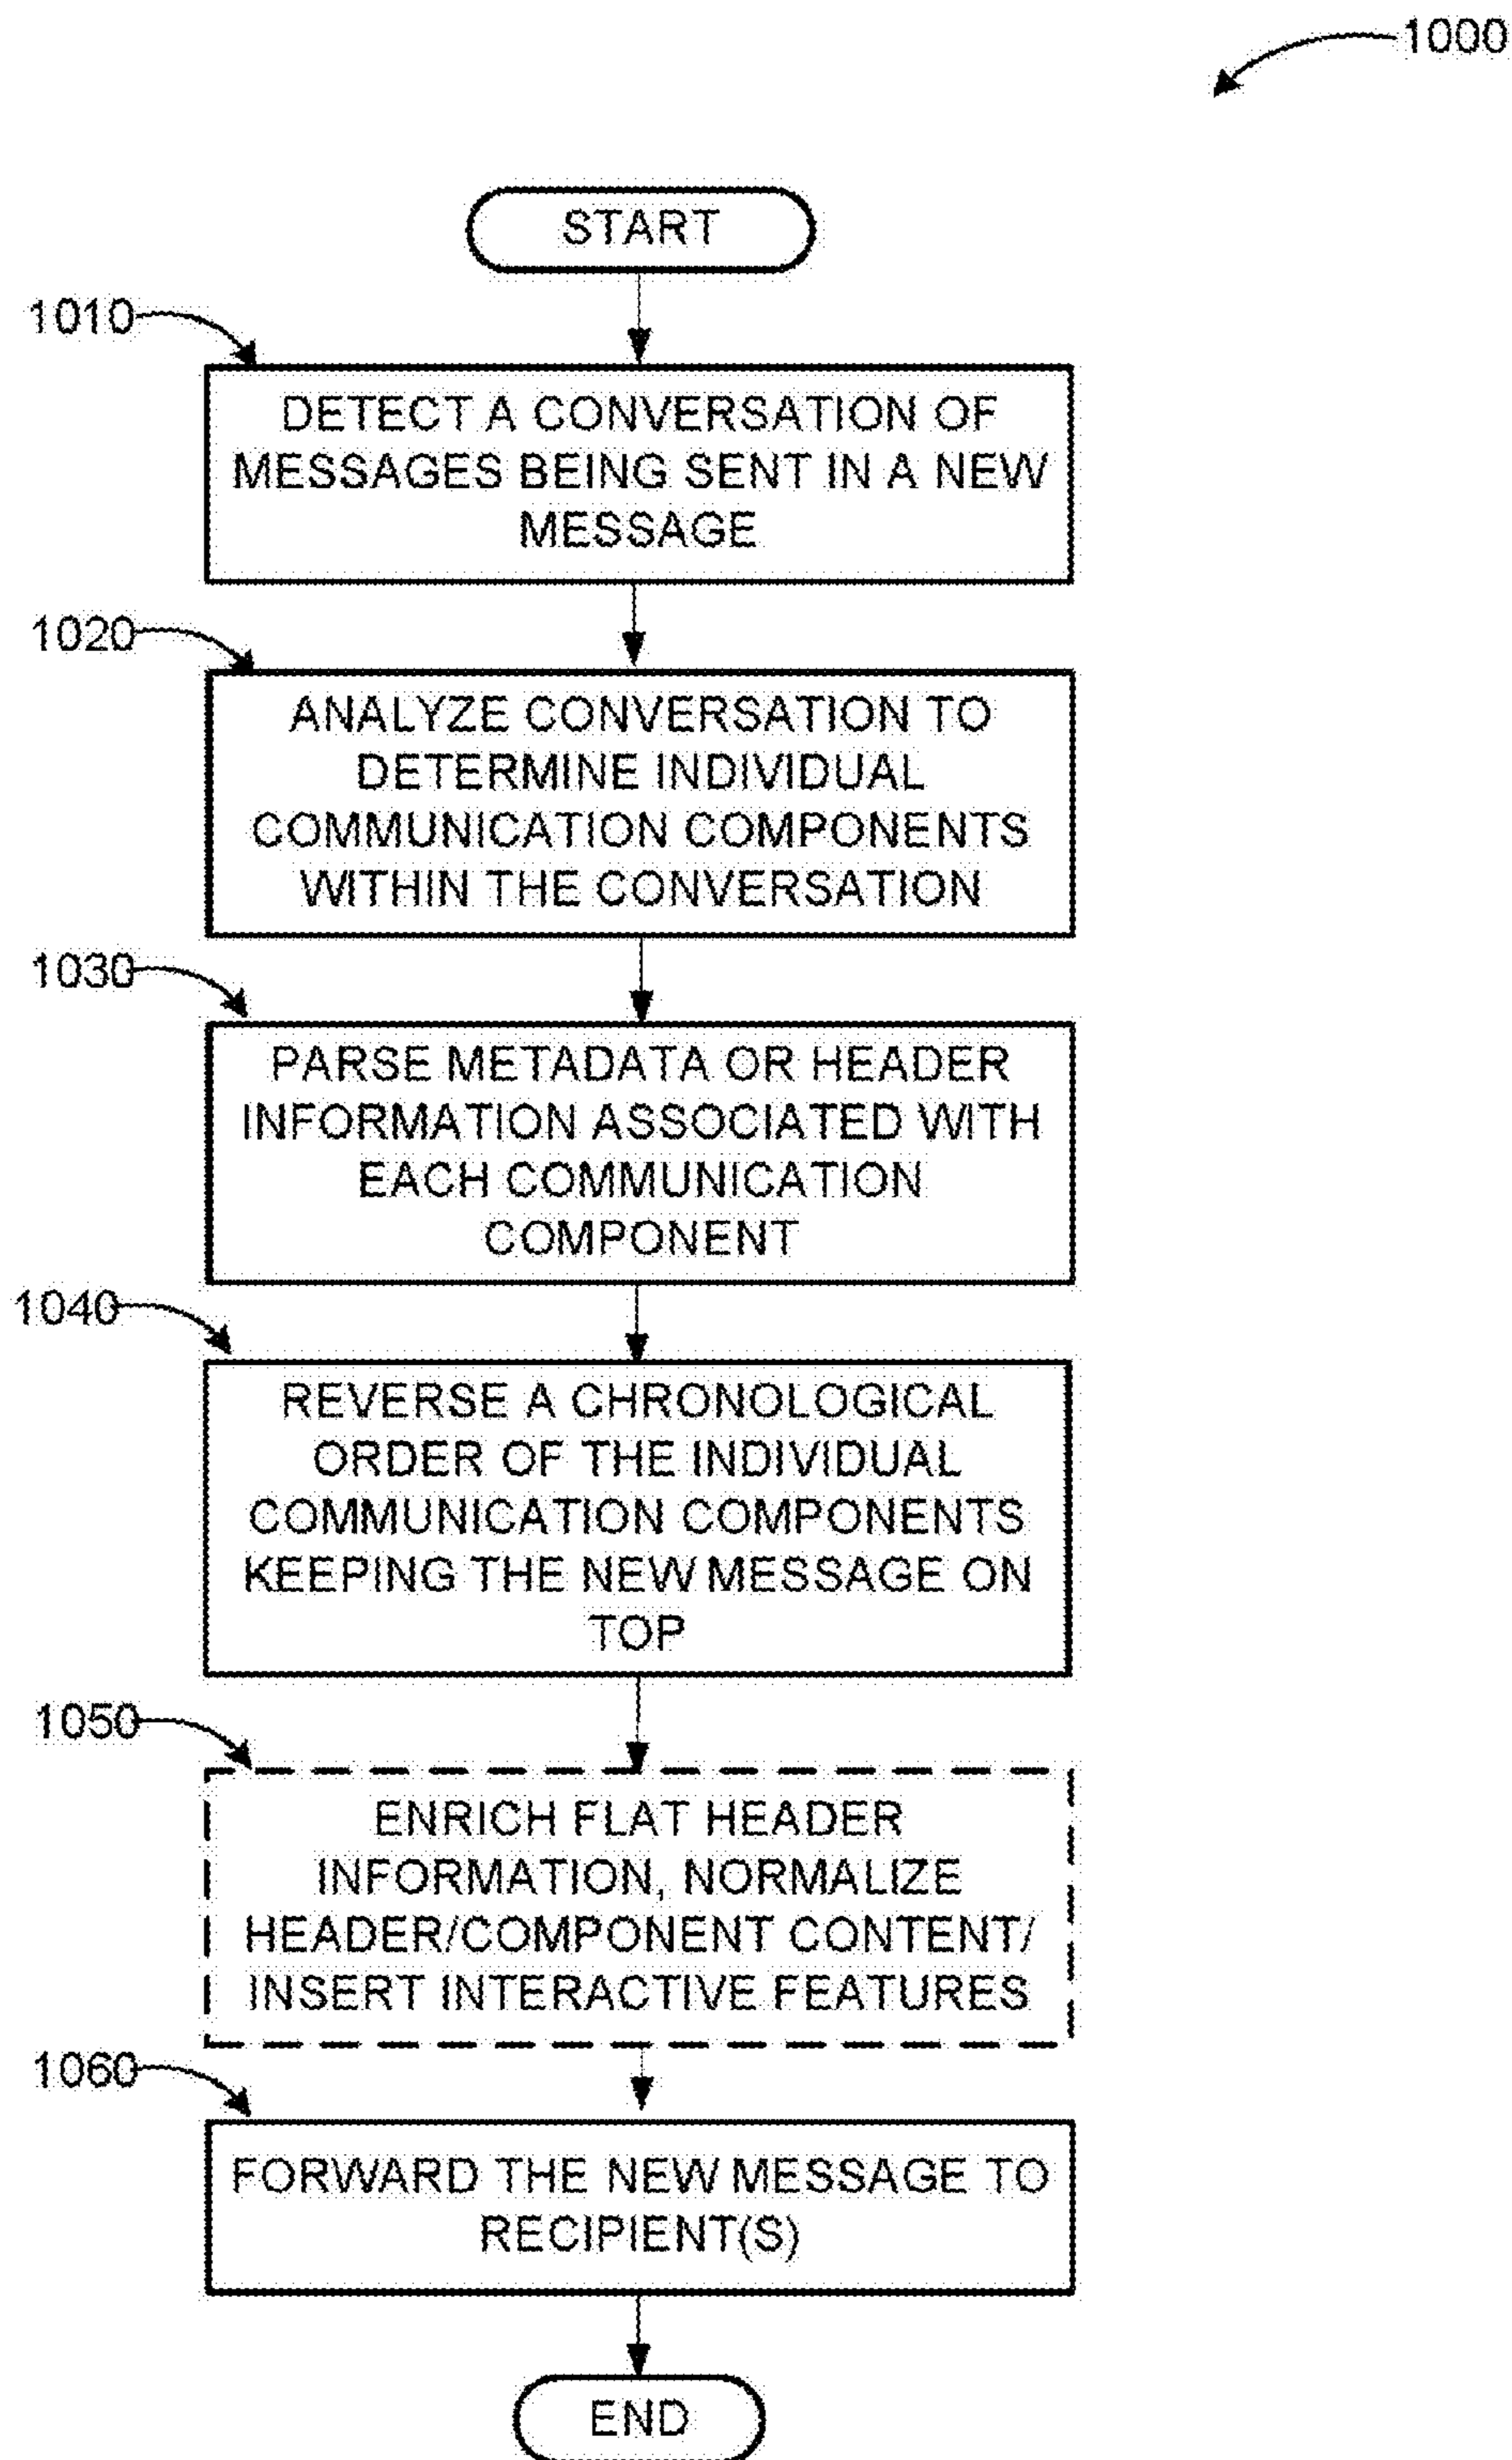 1000
START
1010
DETECT A CONVERSATION OF
MESSAGES BEING SENT IN A NEW
MESSAGE
1020
ANALYZE CONVERSATION TO
DETERMINE INDIVIDUAL
COMMUNICATION COMPONENTS
WITHIN THE CONVERSATION
1030
PARSE METADATA OR HEADER
INFORMATION ASSOCIATED WITH
EACH COMMUNICATION
COMPONENT
1040
REVERSE A CHRONOLOGICAL
ORDER OF THE INDIVIDUAL
COMMUNICATION COMPONENTS
KEEPING THE NEW MESSAGE ON
TOP
1050
ENRICH FLAT HEADER
INFORMATION, NORMALIZE
HEADER/COMPONENT CONTENT/
INSERT INTERACTIVE FEATURES
1060
FORWARD THE NEW MESSAGE TO
RECIPIENT(S)
END